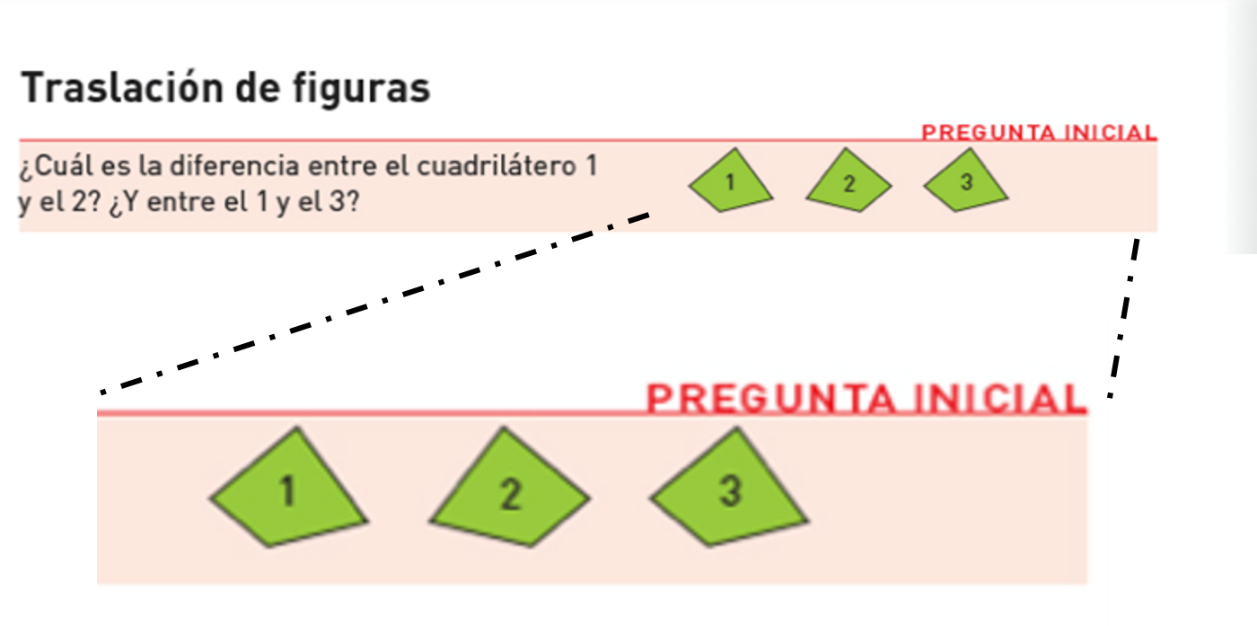 Traslación de figuras
PREGUNTA INICIAL
¿Cuál es la diferencia entre el cuadrilátero 1
y el 2? ¿Y entre el 1 y el 3?
1 2 3
PREGUNTA INICIAL
1 2 3